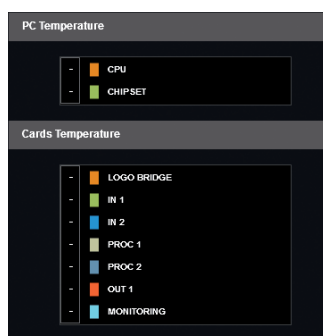 PC Temperature
- CPU
- CHIPSET
Cards Temperature
- LOGO BRIDGE
- IN 1
- IN 2
- PROC 1
- PROC 2
- OUT 1
- MONITORING